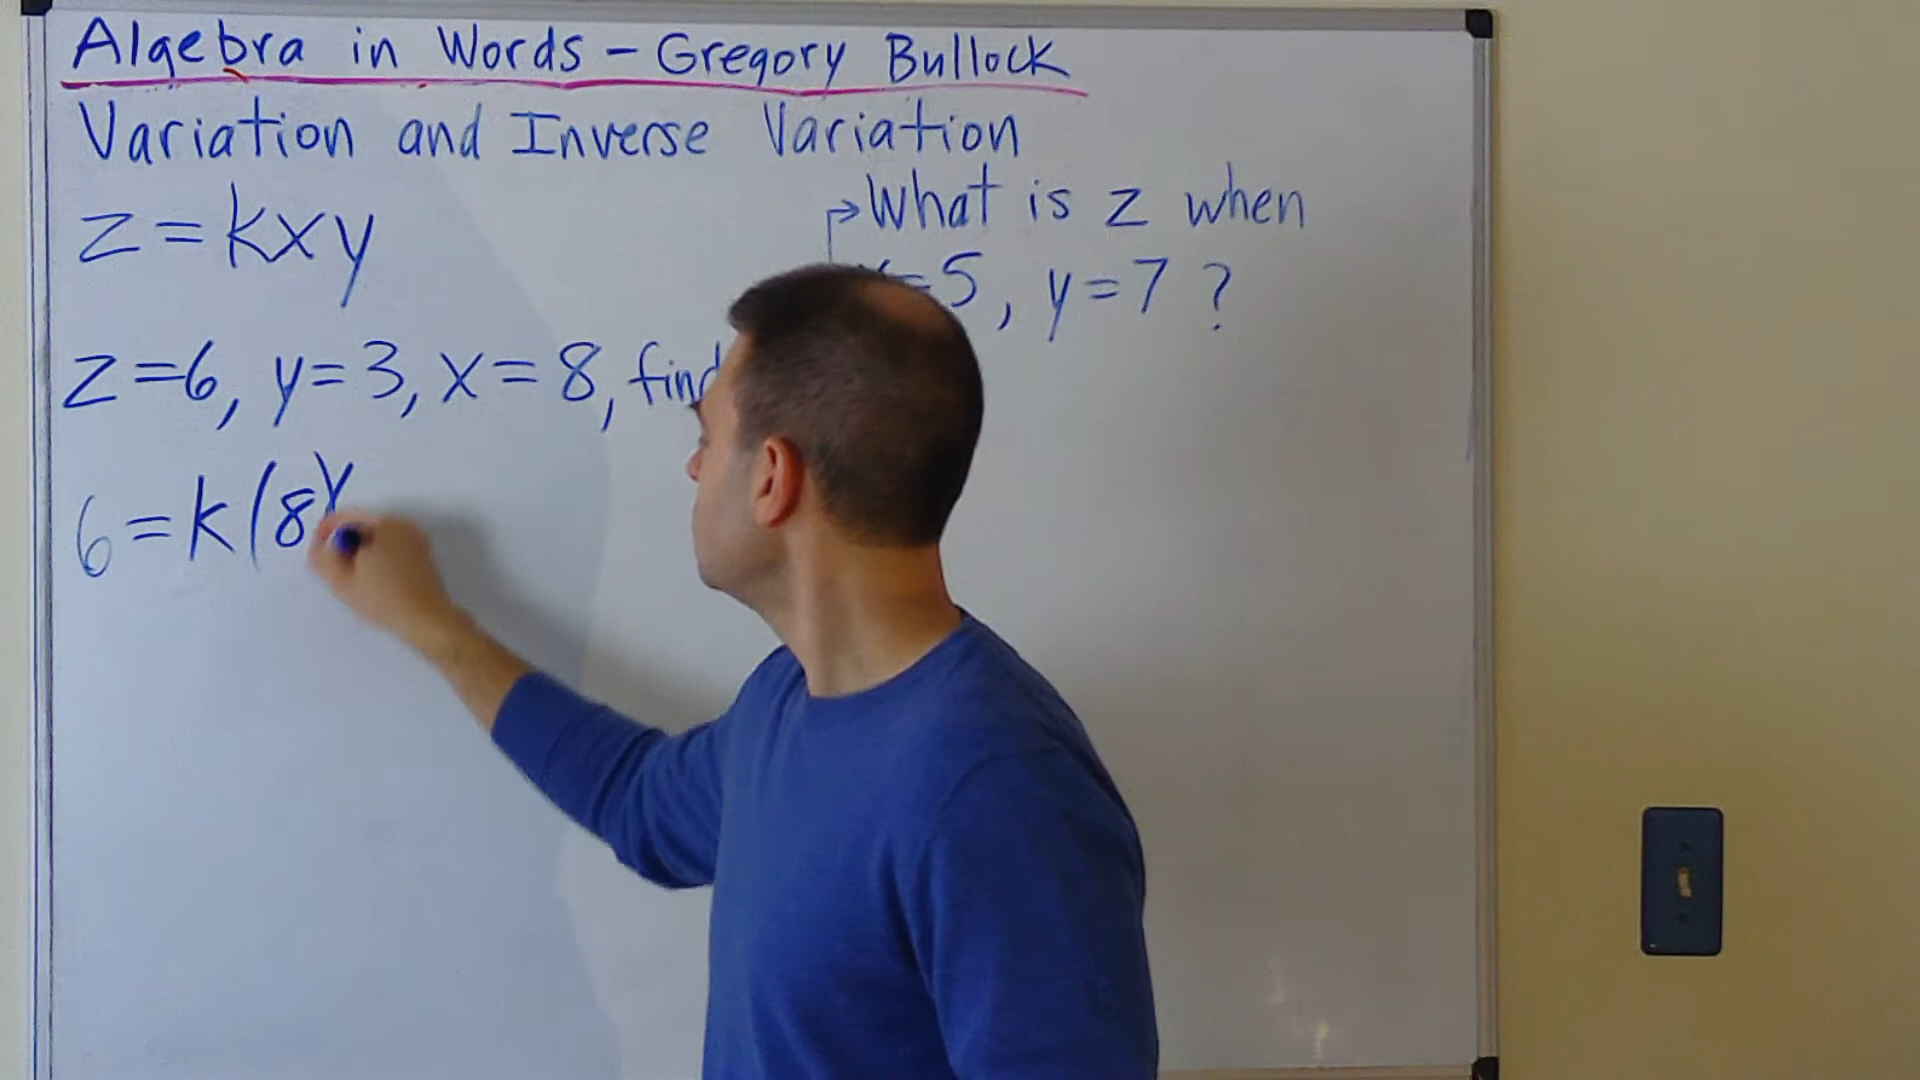 Algebra in Words - Gregory Bullock
Variation and Inverse Variation
z = kxy
What is z when
=5, y=7 ?
z=6, y=3, x=8, find
6=k(8)(